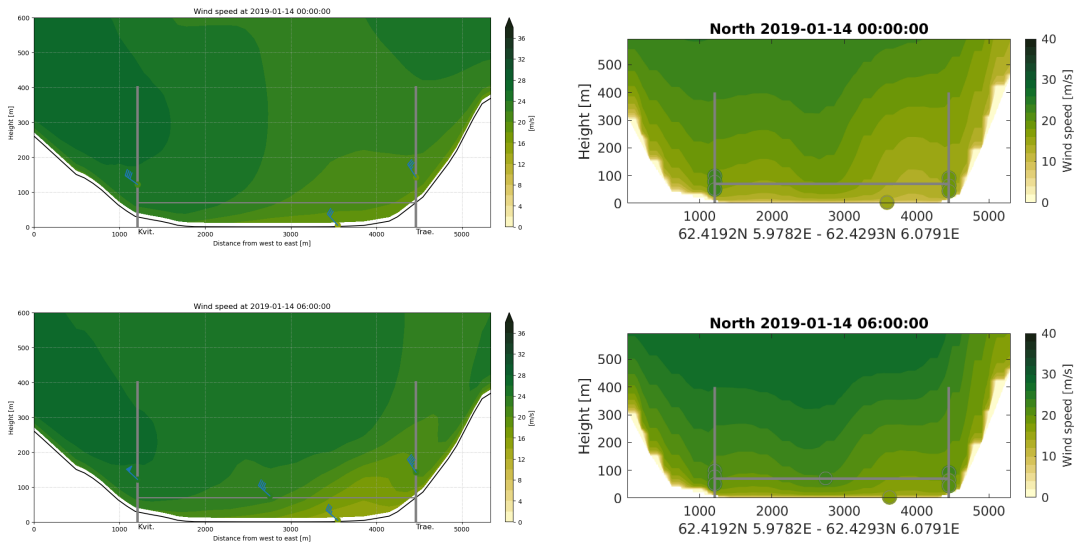 Wind speed at 2019-01-14 00:00:00
600
500
400
300
200
100
0
Height [m]
0 1000 2000 3000 4000 5000
Kvit. Trae.
Distance from west to east [m]
36
32
28
24
20
16
12
8
4
0
[m/s]
North 2019-01-14 00:00:00
500
400
300
200
100
0
Height [m]
1000 2000 3000 4000 5000
62.4192N 5.9782E - 62.4293N 6.0791E
40
30
20
10
0
Wind speed [m/s]
Wind speed at 2019-01-14 06:00:00
600
500
400
300
200
100
0
Height [m]
0 1000 2000 3000 4000 5000
Kvit. Trae.
Distance from west to east [m]
36
32
28
24
20
16
12
8
4
0
[m/s]
North 2019-01-14 06:00:00
500
400
300
200
100
0
Height [m]
1000 2000 3000 4000 5000
62.4192N 5.9782E - 62.4293N 6.0791E
40
30
20
10
0
Wind speed [m/s]